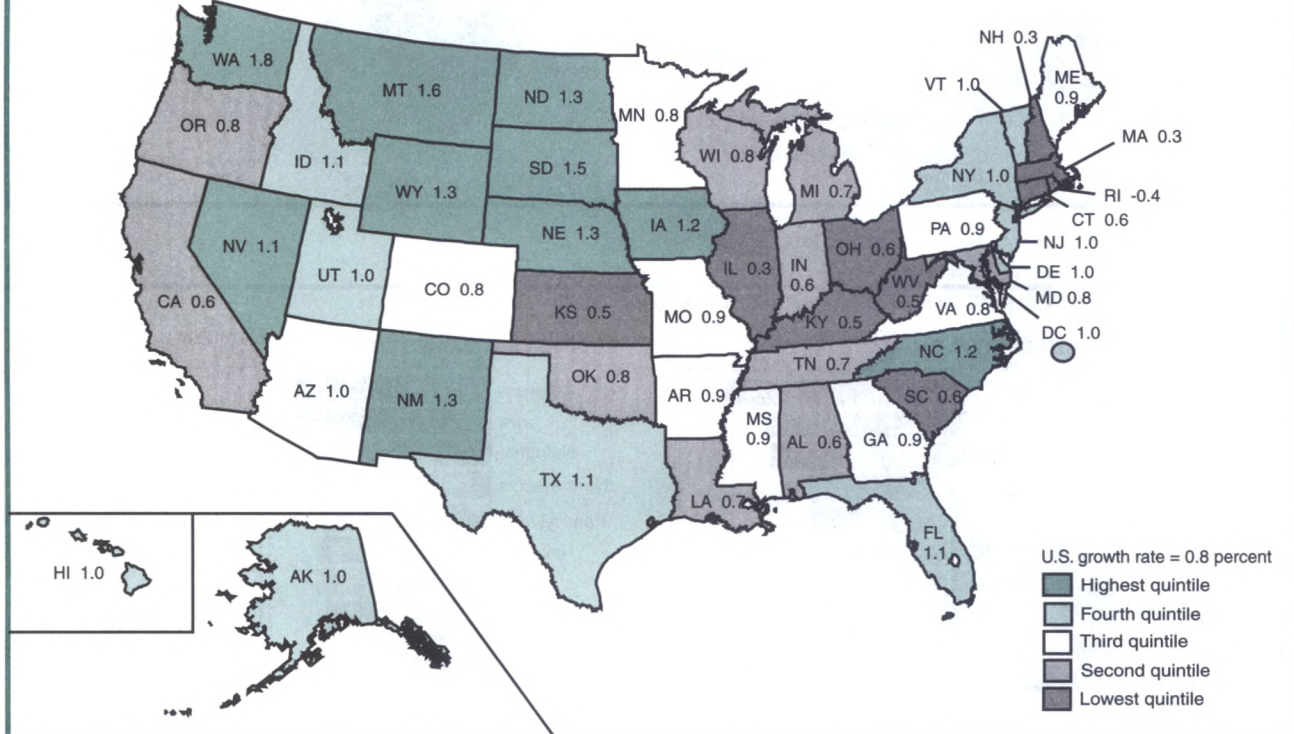 NH 0.3
WA 1.8
MT 1.6
ND 1.3
MN 0.8
VT 1.0
ME
0.9
OR 0.8
ID 1.1
SD 1.5
WI 0.8
MI 0.7
NY 1.0
MA 0.3
WY 1.3
RI -0.4
CT 0.6
NV 1.1
NE 1.3
IA 1.2
PA 0.9
NJ 1.0
UT 1.0
CO 0.8
IL 0.3
IN
0.6
OH 0.6
DE 1.0
CA 0.6
KS 0.5
MO 0.9
WV
0.5
VA 0.8
MD 0.8
KY 0.5
DC 1.0
AZ 1.0
NM 1.3
OK 0.8
TN 0.7
NC 1.2
AR 0.9
SC 0.6
MS
0.9
AL 0.6
GA 0.9
TX 1.1
LA 0.7
FL
1.1
HI 1.0
AK 1.0
U.S. growth rate = 0.8 percent
Highest quintile
Fourth quintile
Third quintile
Second quintile
Lowest quintile